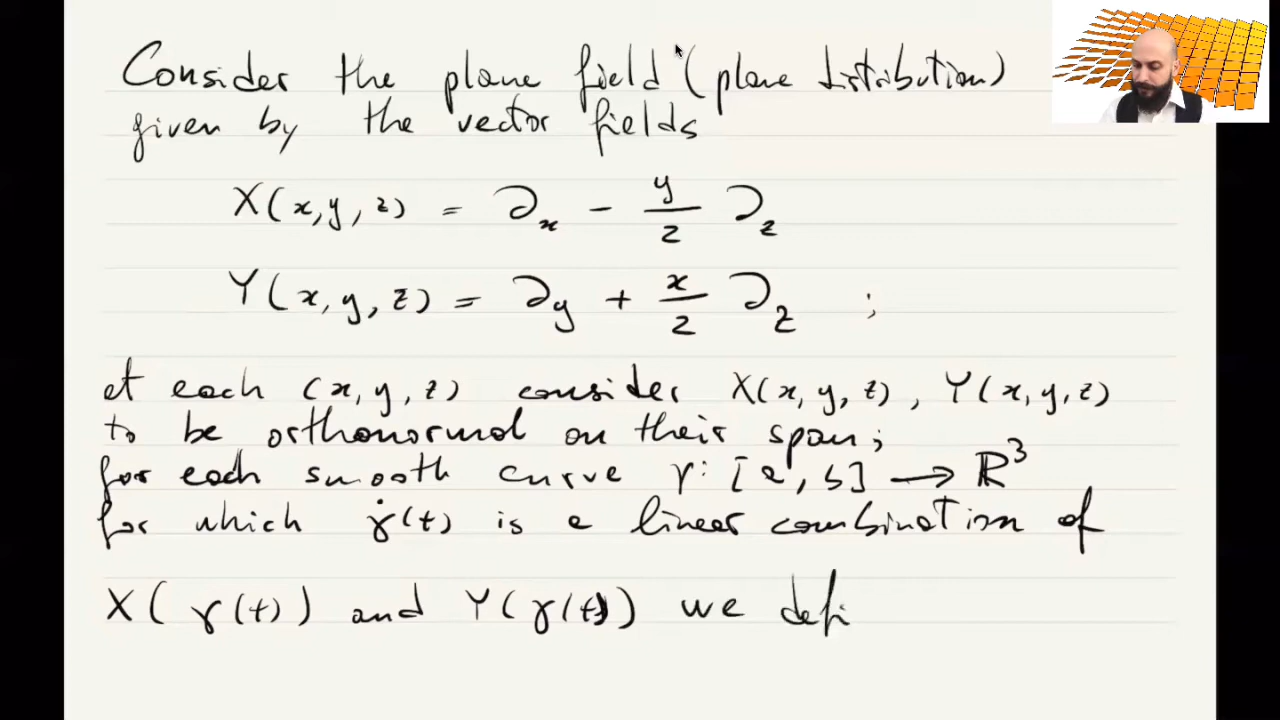 Consider the plane field (plane distribution)
given by the vector fields
X(x,y,z) = ∂x - y/2 ∂z
Y(x,y,z) = ∂y + x/2 ∂z ;
at each (x,y,z) consider X(x,y,z), Y(x,y,z)
to be orthonormal on their span;
for each smooth curve γ: [a,b] → ℝ³
for which γ̇(t) is a linear combination of
X(γ(t)) and Y(γ(t)) we defi